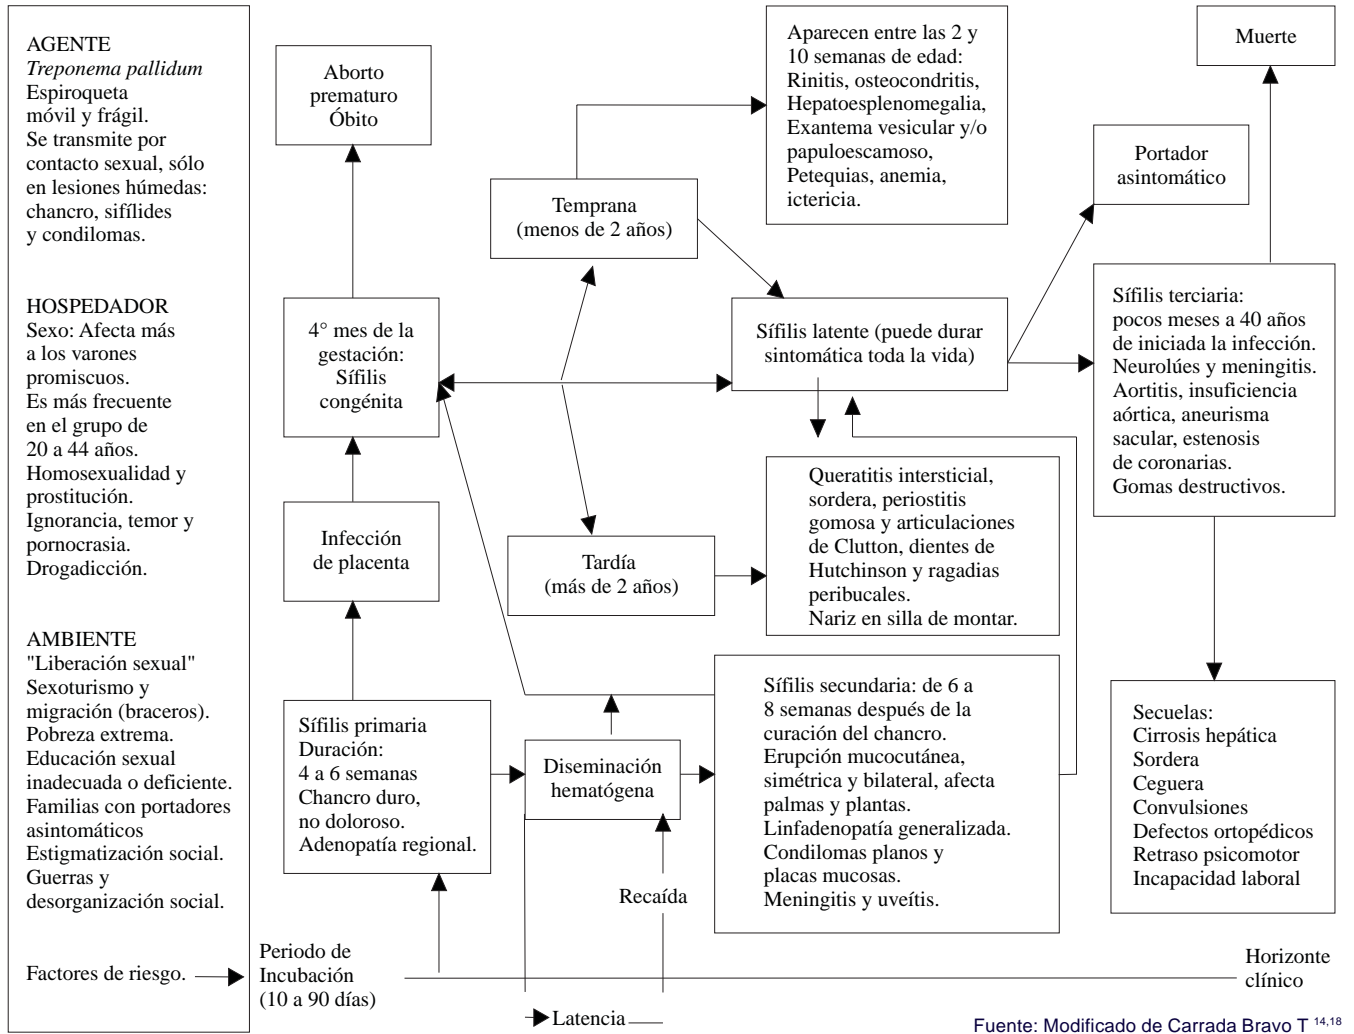 AGENTE
Treponema pallidum
Espiroqueta
móvil y frágil.
Se transmite por
contacto sexual, sólo
en lesiones húmedas:
chancro, sifílides
y condilomas.
HOSPEDADOR
Sexo: Afecta más
a los varones
promiscuos.
Es más frecuente
en el grupo de
20 a 44 años.
Homosexualidad y
prostitución.
Ignorancia, temor y
pornocrasia.
Drogadicción.
AMBIENTE
"Liberación sexual"
Sexoturismo y
migración (braceros).
Pobreza extrema.
Educación sexual
inadecuada o deficiente.
Familias con portadores
asintomáticos
Estigmatización social.
Guerras y
desorganización social.
Factores de riesgo.
Periodo de
Incubación
(10 a 90 días)
Aborto
prematuro
Óbito
4° mes de la
gestación:
Sífilis
congénita
Infección
de placenta
Sífilis primaria
Duración:
4 a 6 semanas
Chancro duro,
no doloroso.
Adenopatía regional.
Temprana
(menos de 2 años)
Tardía
(más de 2 años)
Diseminación
hematógena
Recaída
Latencia
Aparecen entre las 2 y
10 semanas de edad:
Rinitis, osteocondritis,
Hepatoesplenomegalia,
Exantema vesicular y/o
papuloescamoso,
Petequias, anemia,
ictericia.
Sífilis latente (puede durar
sintomática toda la vida)
Queratitis intersticial,
sordera, periostitis
gomosa y articulaciones
de Clutton, dientes de
Hutchinson y ragadias
peribucales.
Nariz en silla de montar.
Sífilis secundaria: de 6 a
8 semanas después de la
curación del chancro.
Erupción mucocutánea,
simétrica y bilateral, afecta
palmas y plantas.
Linfadenopatía generalizada.
Condilomas planos y
placas mucosas.
Meningitis y uveítis.
Muerte
Portador
asintomático
Sífilis terciaria:
pocos meses a 40 años
de iniciada la infección.
Neurolúes y meningitis.
Aortitis, insuficiencia
aórtica, aneurisma
sacular, estenosis
de coronarias.
Gomas destructivos.
Secuelas:
Cirrosis hepática
Sordera
Ceguera
Convulsiones
Defectos ortopédicos
Retraso psicomotor
Incapacidad laboral
Horizonte
clínico
Fuente: Modificado de Carrada Bravo T 14,18